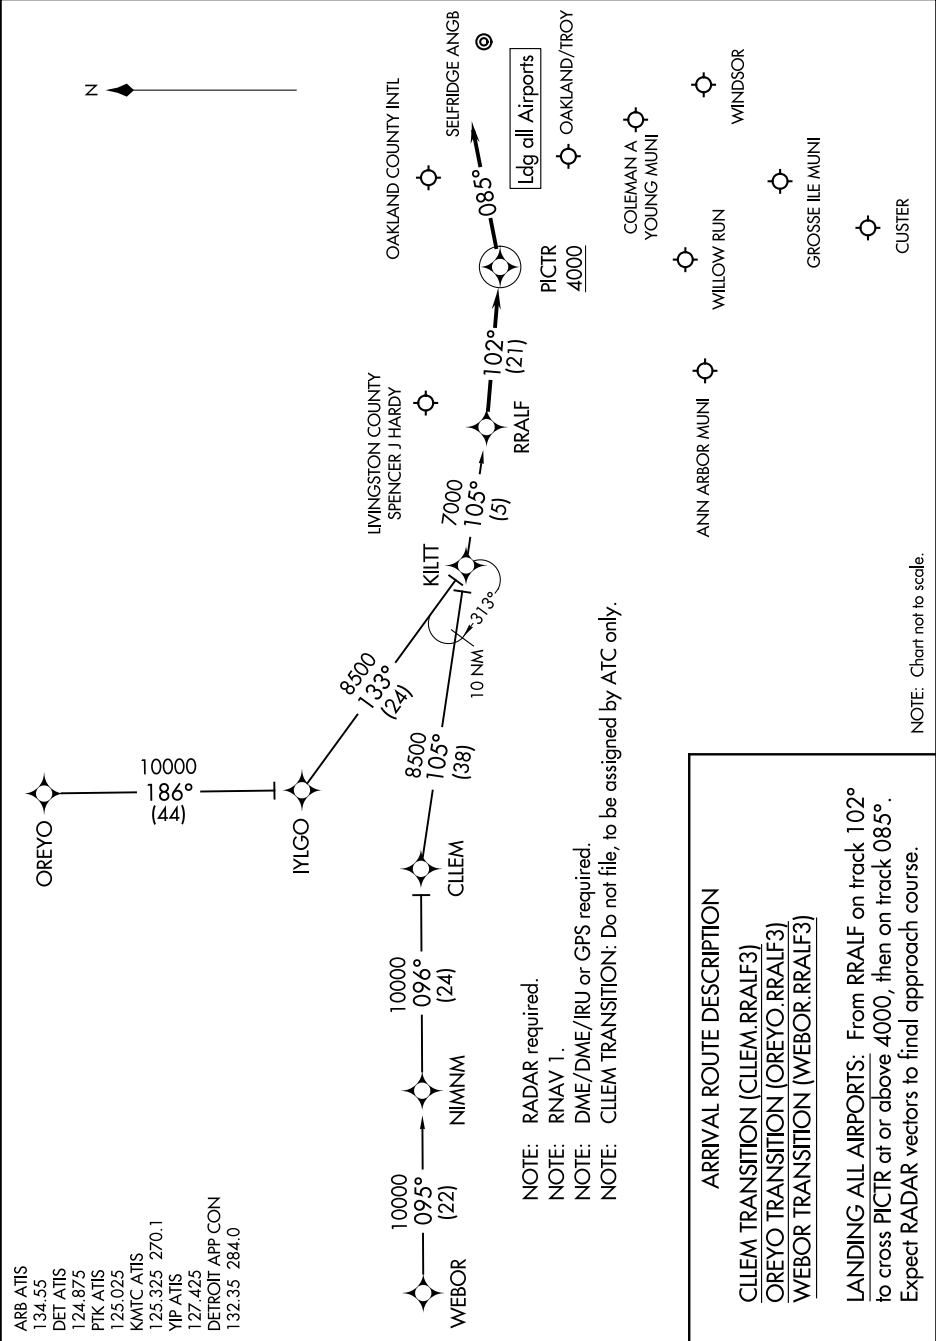 ARB ATIS
134.55
DET ATIS
124.875
PTK ATIS
125.025
KMTC ATIS
125.325 270.1
YIP ATIS
127.425
DETROIT APP CON
132.35 284.0
OREYO
10000
186°
(44)
IYLGO
8500
133°
(24)
WEBOR
10000
095°
(22)
NIMNM
10000
096°
(24)
CLLEM
8500
105°
(38)
10 NM
313°
KILTT
7000
105°
(5)
RRALF
102°
(21)
PICTR
4000
085°
Ldg all Airports
N
LIVINGSTON COUNTY
SPENCER J HARDY
OAKLAND COUNTY INTL
SELFRIDGE ANGB
OAKLAND/TROY
COLEMAN A
YOUNG MUNI
WINDSOR
WILLOW RUN
GROSSE ILE MUNI
CUSTER
ANN ARBOR MUNI
NOTE: RADAR required.
NOTE: RNAV 1.
NOTE: DME/DME/IRU or GPS required.
NOTE: CLLEM TRANSITION: Do not file, to be assigned by ATC only.
NOTE: Chart not to scale.
ARRIVAL ROUTE DESCRIPTION
CLLEM TRANSITION (CLLEM.RRALF3)
OREYO TRANSITION (OREYO.RRALF3)
WEBOR TRANSITION (WEBOR.RRALF3)
LANDING ALL AIRPORTS: From RRALF on track 102°
to cross PICTR at or above 4000, then on track 085°.
Expect RADAR vectors to final approach course.